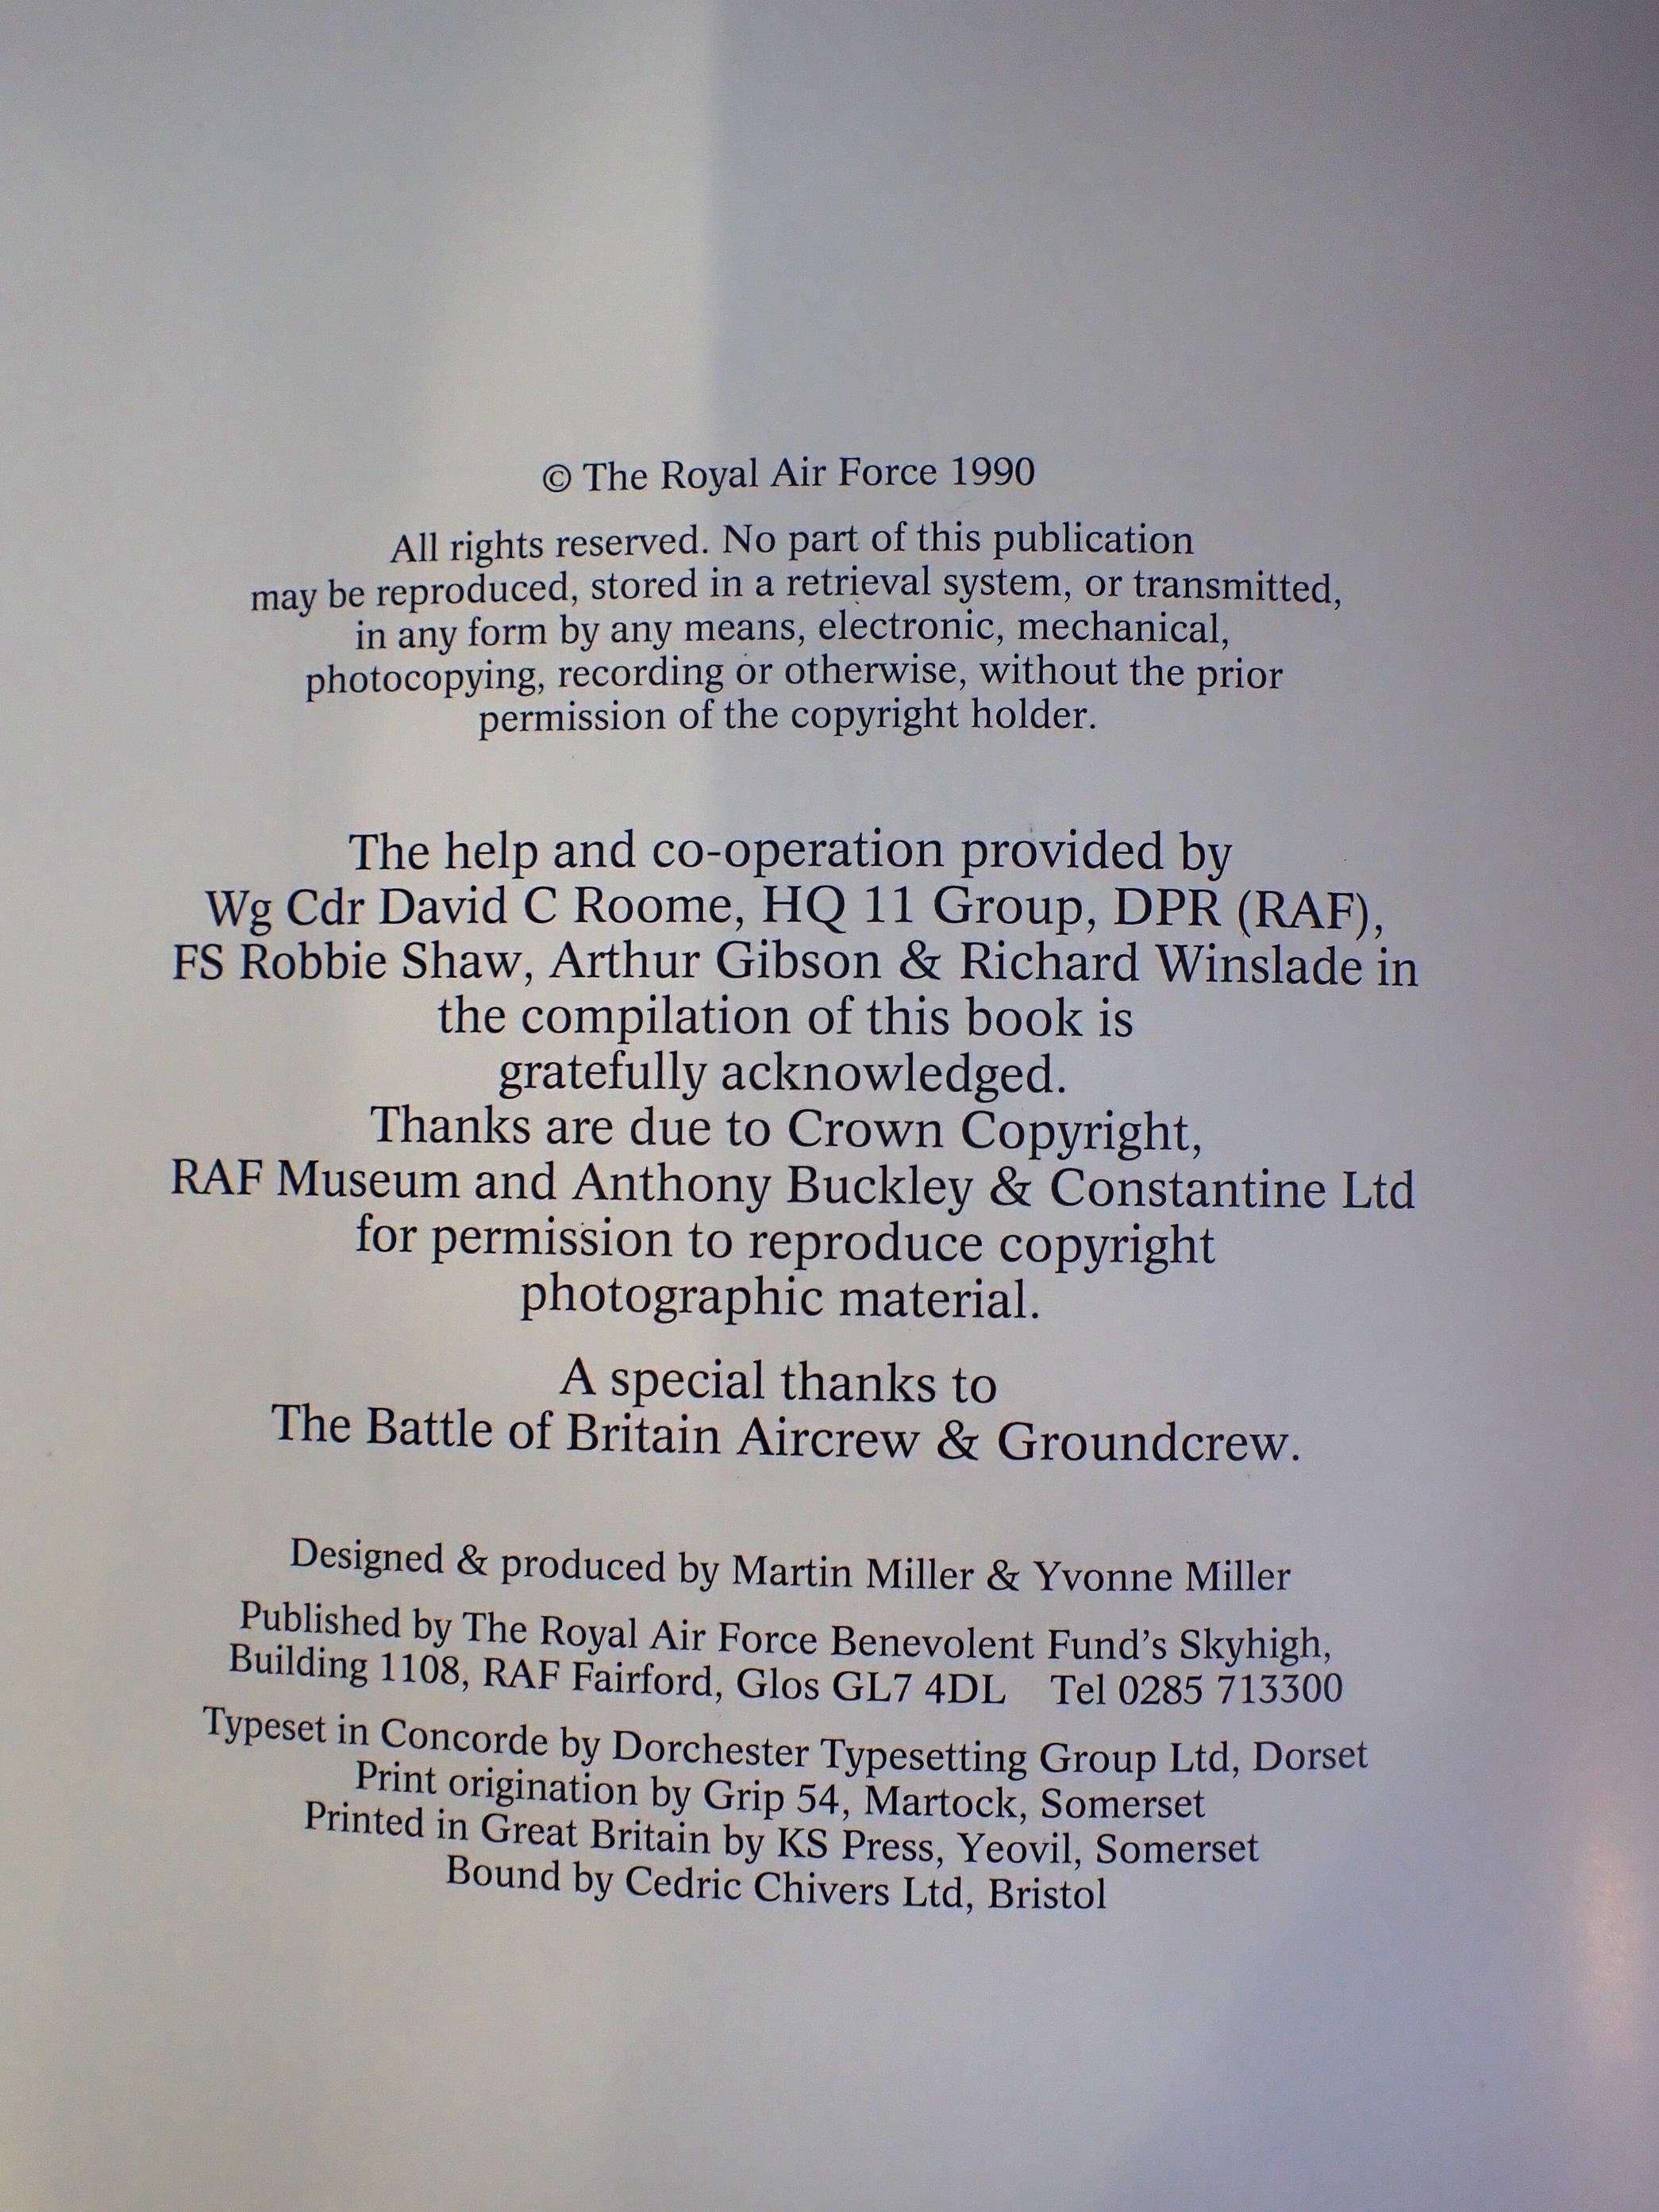 © The Royal Air Force 1990
All rights reserved. No part of this publication
may be reproduced, stored in a retrieval system, or transmitted,
in any form by any means, electronic, mechanical,
photocopying, recording or otherwise, without the prior
permission of the copyright holder.
The help and co-operation provided by
Wg Cdr David C Roome, HQ 11 Group, DPR (RAF),
FS Robbie Shaw, Arthur Gibson & Richard Winslade in
the compilation of this book is
gratefully acknowledged.
Thanks are due to Crown Copyright,
RAF Museum and Anthony Buckley & Constantine Ltd
for permission to reproduce copyright
photographic material.
A special thanks to
The Battle of Britain Aircrew & Groundcrew.
Designed & produced by Martin Miller & Yvonne Miller
Published by The Royal Air Force Benevolent Fund's Skyhigh,
Building 1108, RAF Fairford, Glos GL7 4DL Tel 0285 713300
Typeset in Concorde by Dorchester Typesetting Group Ltd, Dorset
Print origination by Grip 54, Martock, Somerset
Printed in Great Britain by KS Press, Yeovil, Somerset
Bound by Cedric Chivers Ltd, Bristol